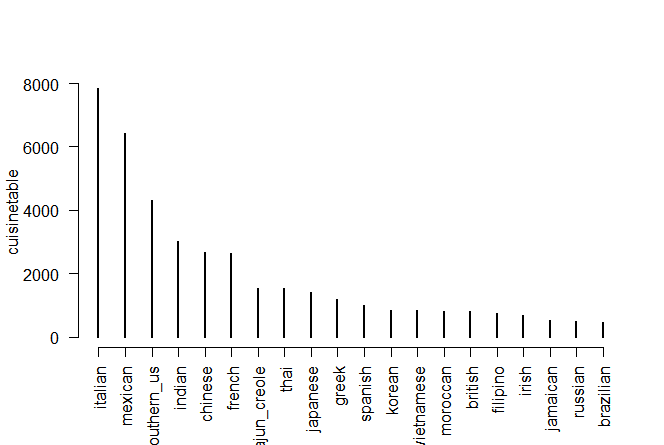 cuisinetable
8000
6000
4000
2000
0
italian
mexican
outhern_us
indian
chinese
french
ajun_creole
thai
japanese
greek
spanish
korean
vietnamese
moroccan
british
filipino
irish
jamaican
russian
brazilian